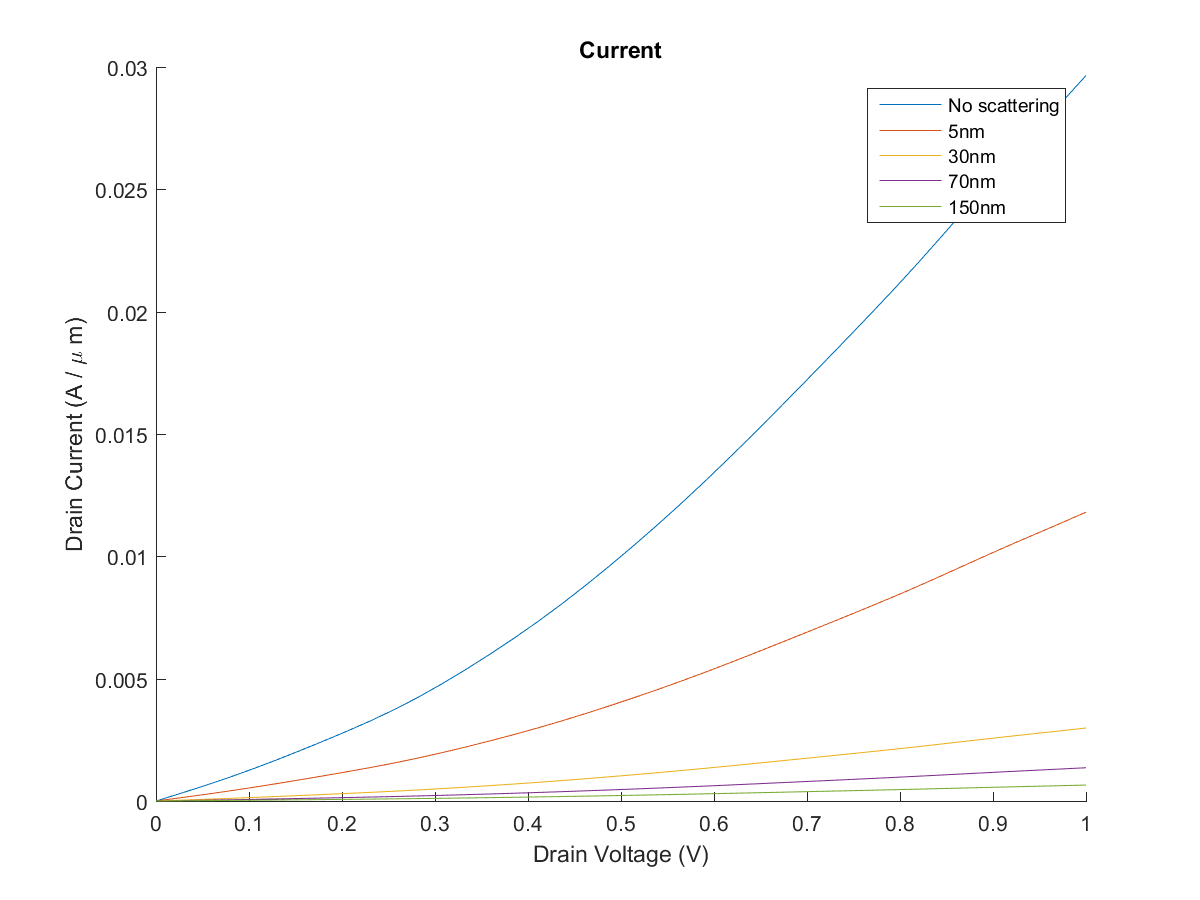 Current
0.03
0.025
0.02
0.015
0.01
0.005
0
Drain Current (A / μ m)
No scattering
5nm
30nm
70nm
150nm
0 0.1 0.2 0.3 0.4 0.5 0.6 0.7 0.8 0.9 1
Drain Voltage (V)